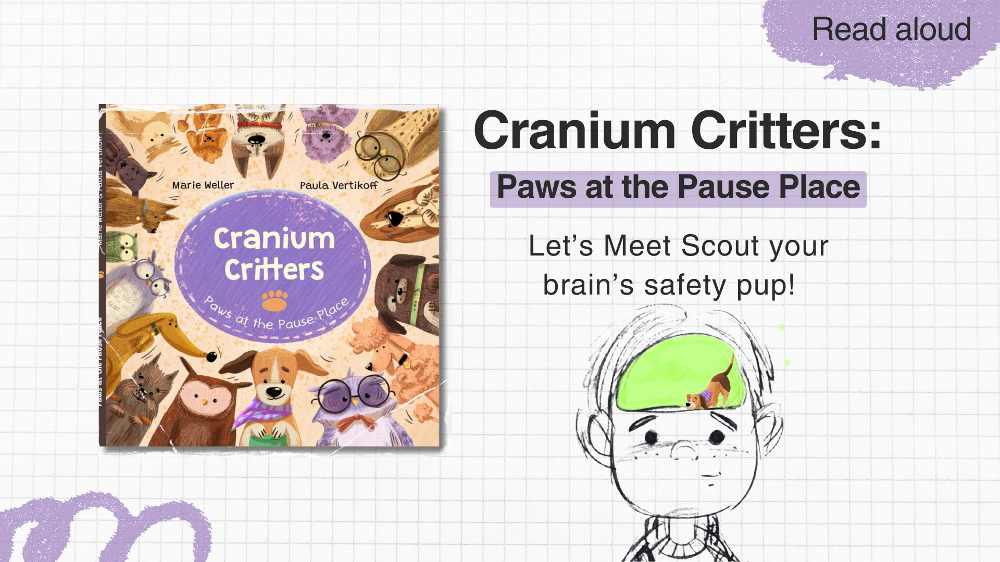 Read aloud
Cranium Critters:
Paws at the Pause Place
Let’s Meet Scout your
brain’s safety pup!
Marie Weller
Paula Vertikoff
Cranium
Critters
Paws at the Pause Place
Marie Weller & Paula Vertikoff
Paws at the Pause Place